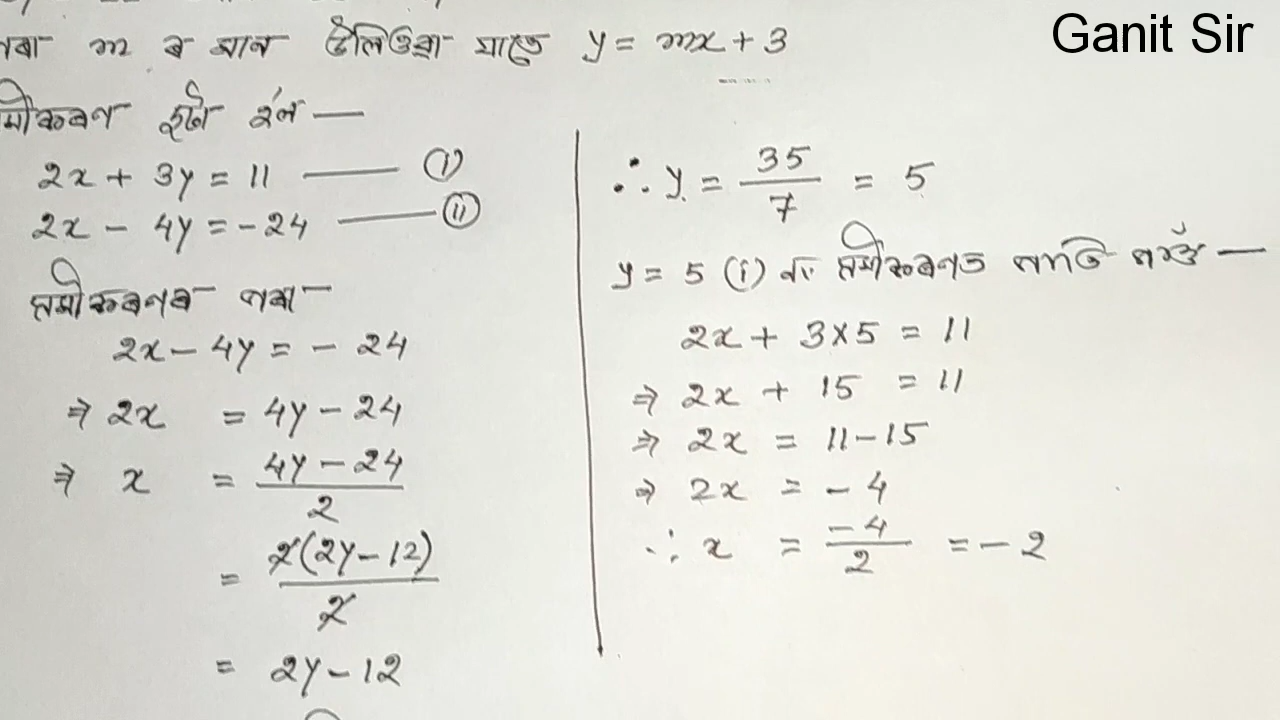 Ganit Sir
পৰা m ৰ মান উলিওৱা যাতে y = mx + 3
সমীকৰণ দুটা হ'ল —
2x + 3y = 11 —— (i)
2x - 4y = -24 —— (ii)
সমীকৰণৰ পৰা
2x - 4y = - 24
⇒ 2x = 4y - 24
⇒ x = 4y - 24 / 2
= 2(2y - 12) / 2
= 2y - 12
∴ y = 35 / 7 = 5
y = 5 (i) নং সমীকৰণত পাওঁ —
2x + 3×5 = 11
⇒ 2x + 15 = 11
⇒ 2x = 11 - 15
⇒ 2x = - 4
∴ x = -4 / 2 = - 2